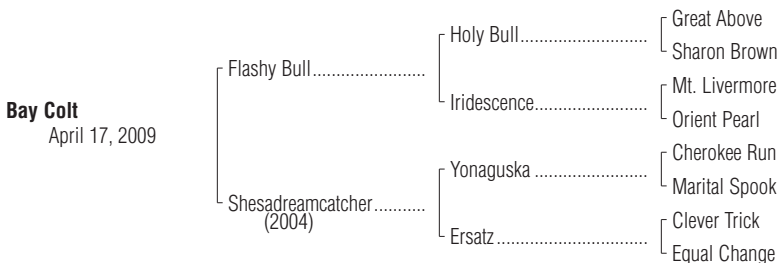 Great Above
Holy Bull..............................
Sharon Brown
Flashy Bull.......................
Mt. Livermore
Iridescence..........................
Orient Pearl
Bay Colt
April 17, 2009
Cherokee Run
Yonaguska ..........................
Marital Spook
Shesadreamcatcher...........
(2004)
Clever Trick
Ersatz...................................
Equal Change